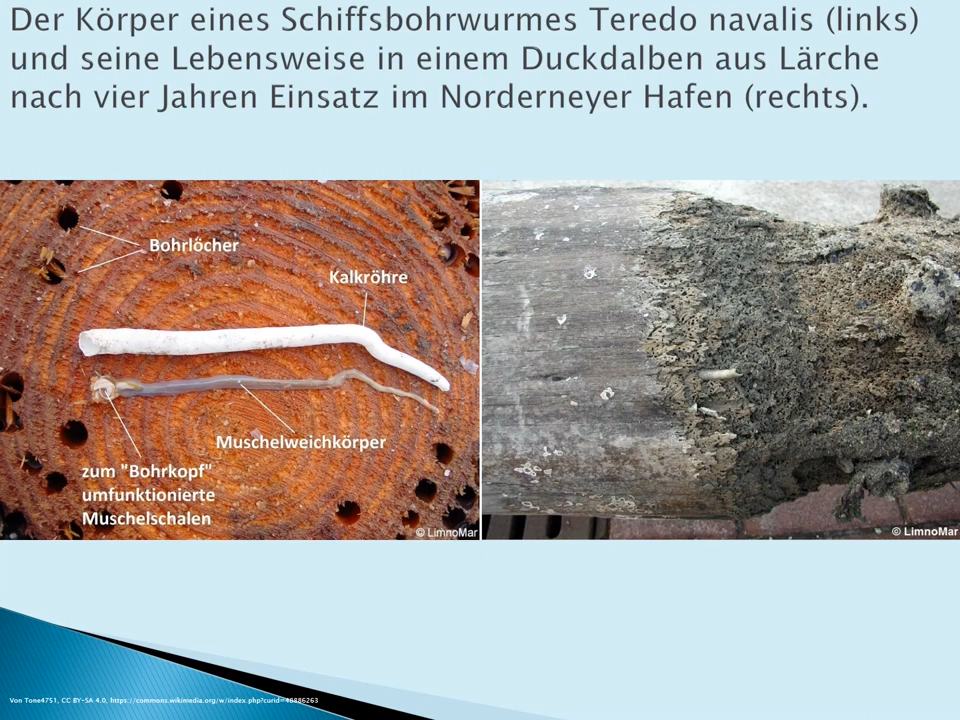 Der Körper eines Schiffsbohrwurmes Teredo navalis (links)
und seine Lebensweise in einem Duckdalben aus Lärche
nach vier Jahren Einsatz im Norderneyer Hafen (rechts).
Bohrlöcher
Kalkröhre
Muschelweichkörper
zum "Bohrkopf"
umfunktionierte
Muschelschalen
© LimnoMar
© LimnoMar
Von Tone4751, CC BY-SA 4.0, https://commons.wikimedia.org/w/index.php?curid=48886263